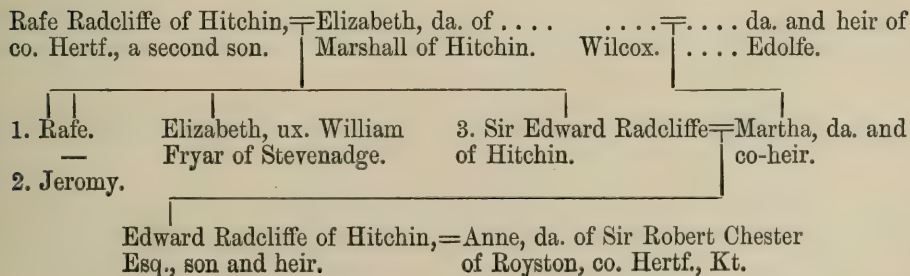 Rafe Radcliffe of Hitchin,=Elizabeth, da. of . . . . . . . .=. . . . da. and heir of
co. Hertf., a second son. Marshall of Hitchin. Wilcox. . . . . Edolfe.
1. Rafe. Elizabeth, ux. William 3. Sir Edward Radcliffe=Martha, da. and
— Fryar of Stevenadge. of Hitchin. co-heir.
2. Jeromy.
Edward Radcliffe of Hitchin,=Anne, da. of Sir Robert Chester
Esq., son and heir. of Royston, co. Hertf., Kt.